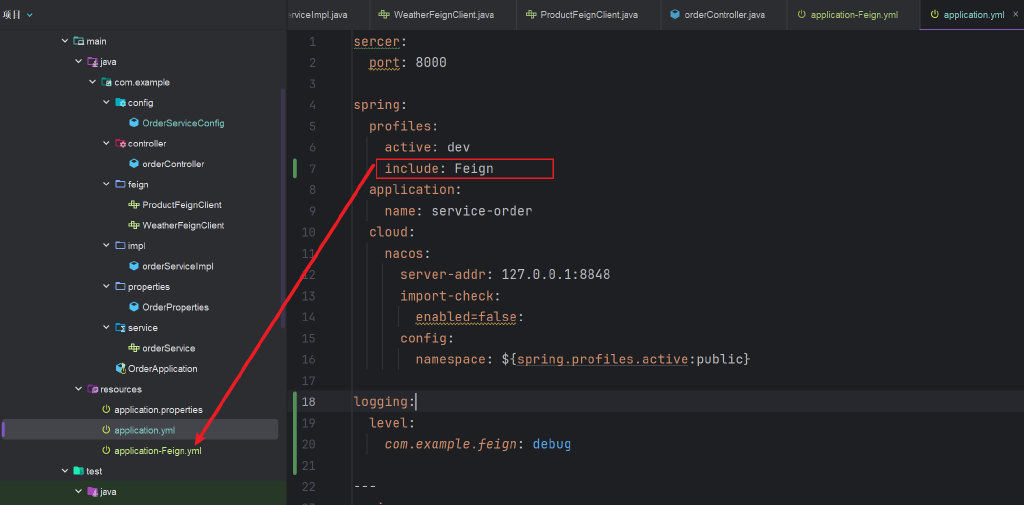 项目
erviceImpl.java
WeatherFeignClient.java
ProductFeignClient.java
orderController.java
application-Feign.yml
application.yml
main
java
com.example
config
OrderServiceConfig
controller
orderController
feign
ProductFeignClient
WeatherFeignClient
impl
orderServiceImpl
properties
OrderProperties
service
orderService
OrderApplication
resources
application.properties
application.yml
application-Feign.yml
test
java
1 sercer:
2 port: 8000
3
4 spring:
5 profiles:
6 active: dev
7 include: Feign
8 application:
9 name: service-order
10 cloud:
11 nacos:
12 server-addr: 127.0.0.1:8848
13 import-check:
14 enabled=false:
15 config:
16 namespace: ${spring.profiles.active:public}
17
18 logging:
19 level:
20 com.example.feign: debug
21
22 ---